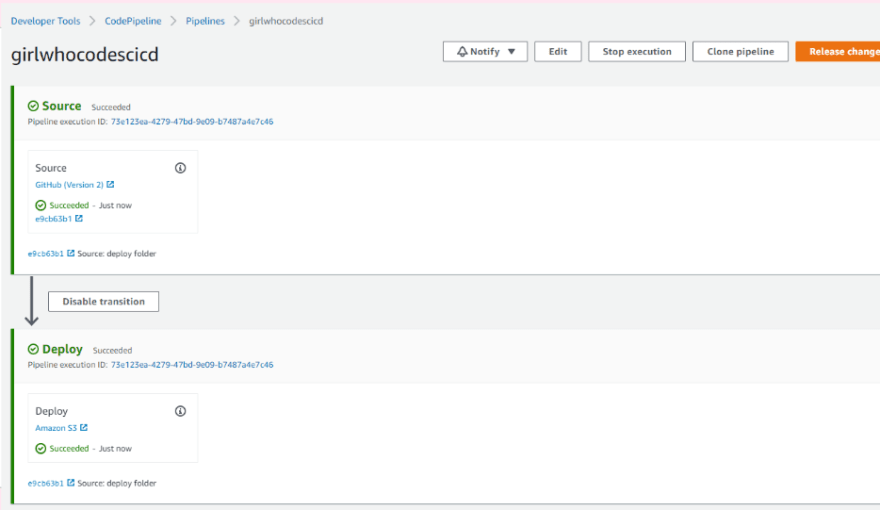 Developer Tools > CodePipeline > Pipelines > girlwhocodescicd
girlwhocodescicd
Notify ▼ Edit Stop execution Clone pipeline Release change
Source Succeeded
Pipeline execution ID: 73e123ea-4279-47bd-9e09-b7487a4e7c46
Source
GitHub (Version 2)
Succeeded - Just now
e9cb63b1
e9cb63b1 Source: deploy folder
Disable transition
Deploy Succeeded
Pipeline execution ID: 73e123ea-4279-47bd-9e09-b7487a4e7c46
Deploy
Amazon S3
Succeeded - Just now
e9cb63b1 Source: deploy folder